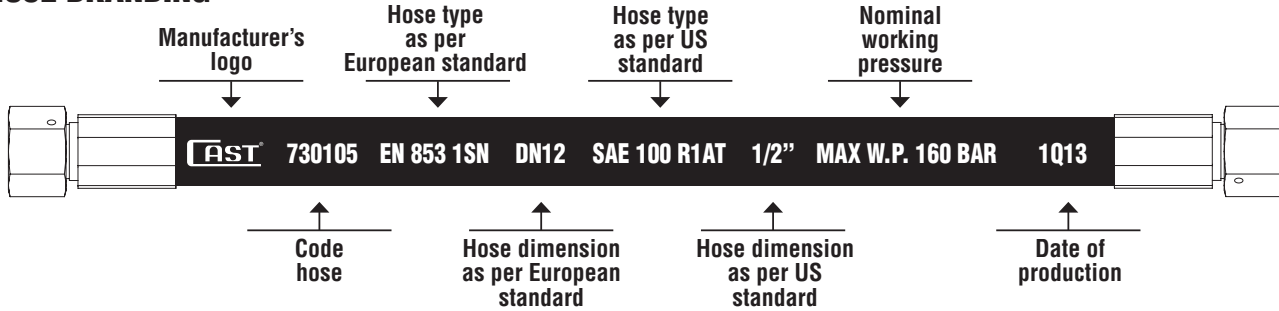 HOSE BRANDING
Manufacturer's
logo
Hose type
as per
European standard
Hose type
as per US
standard
Nominal
working
pressure
CAST® 730105 EN 853 1SN DN12 SAE 100 R1AT 1/2’’ MAX W.P. 160 BAR 1Q13
Code
hose
Hose dimension
as per European
standard
Hose dimension
as per US
standard
Date of
production